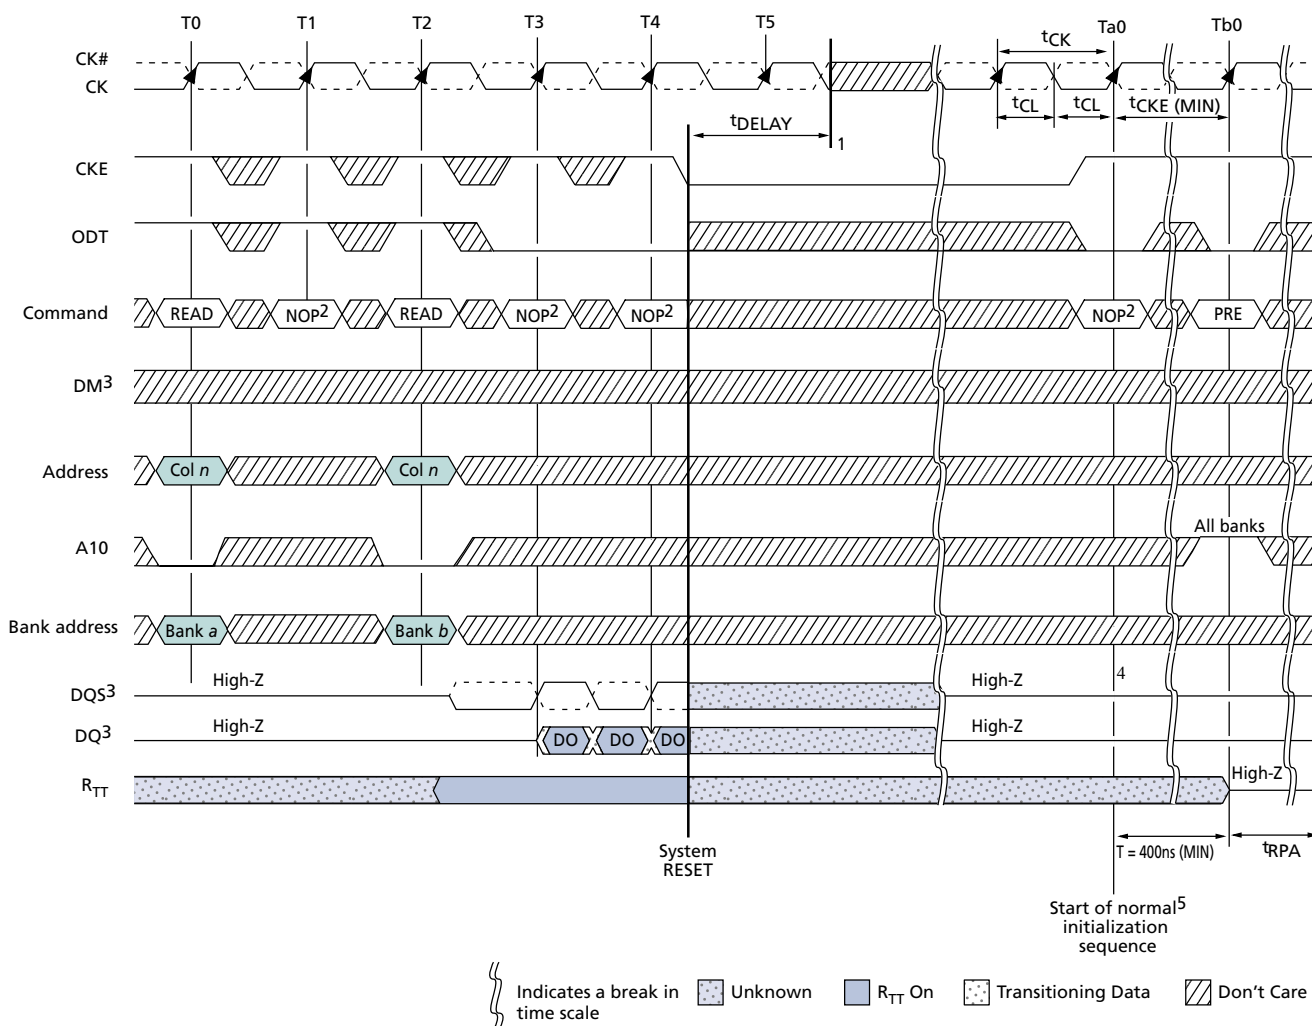 T0 T1 T2 T3 T4 T5 Ta0 Tb0
tCK
CK#
CK
tCL tCL tCKE (MIN)
tDELAY
1
CKE
ODT
Command READ NOP2 READ NOP2 NOP2 NOP2 PRE
DM3
Address Col n Col n
All banks
A10
Bank address Bank a Bank b
High-Z High-Z 4
DQS3
High-Z High-Z
DQ3 DO DO DO
High-Z
RTT
System
RESET
T = 400ns (MIN) tRPA
Start of normal5
initialization
sequence
Indicates a break in
time scale
Unknown RTT On Transitioning Data Don't Care